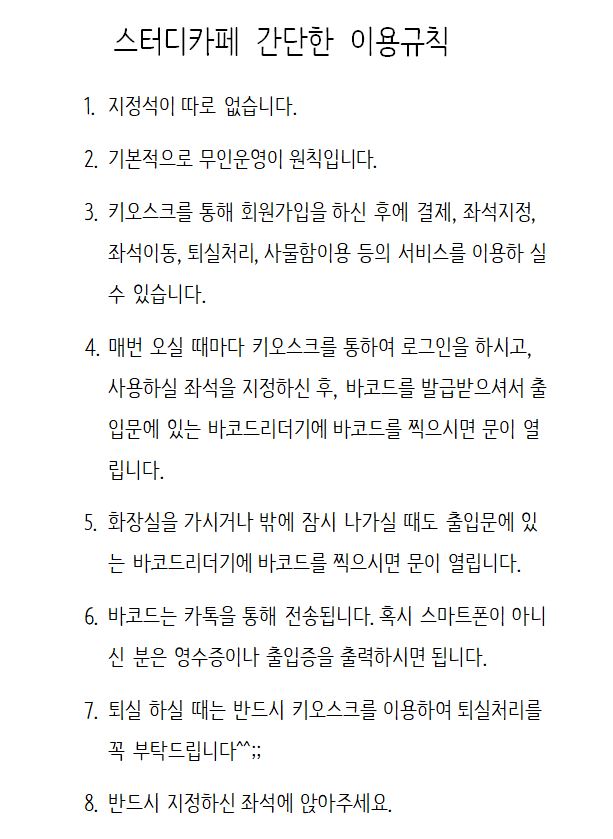 스터디카페 간단한 이용규칙
1. 지정석이 따로 없습니다.
2. 기본적으로 무인운영이 원칙입니다.
3. 키오스크를 통해 회원가입을 하신 후에 결제, 좌석지정,
좌석이동, 퇴실처리, 사물함이용 등의 서비스를 이용하 실
수 있습니다.
4. 매번 오실 때마다 키오스크를 통하여 로그인을 하시고,
사용하실 좌석을 지정하신 후, 바코드를 발급받으셔서 출
입문에 있는 바코드리더기에 바코드를 찍으시면 문이 열
립니다.
5. 화장실을 가시거나 밖에 잠시 나가실 때도 출입문에 있
는 바코드리더기에 바코드를 찍으시면 문이 열립니다.
6. 바코드는 카톡을 통해 전송됩니다. 혹시 스마트폰이 아니
신 분은 영수증이나 출입증을 출력하시면 됩니다.
7. 퇴실 하실 때는 반드시 키오스크를 이용하여 퇴실처리를
꼭 부탁드립니다^^;;
8. 반드시 지정하신 좌석에 앉아주세요.